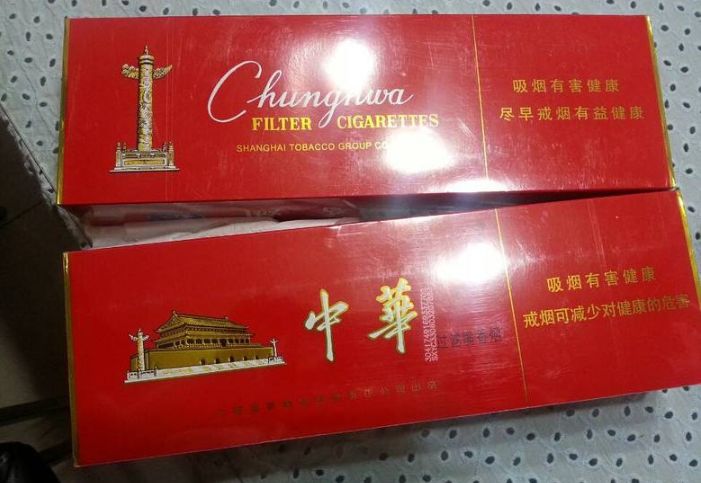 Chunghwa
FILTER CIGARETTES
SHANGHAI TOBACCO GROUP CO
吸烟有害健康
尽早戒烟有益健康
中華
吸烟有害健康
戒烟可减少对健康的危害